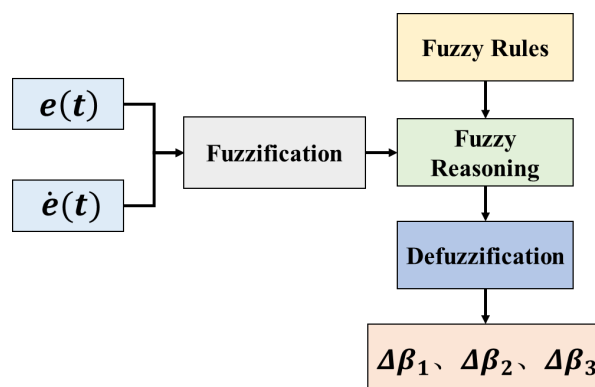 Fuzzy Rules
e(t)
Fuzzification
Fuzzy
Reasoning
ė(t)
Defuzzification
Δβ₁、Δβ₂、Δβ₃